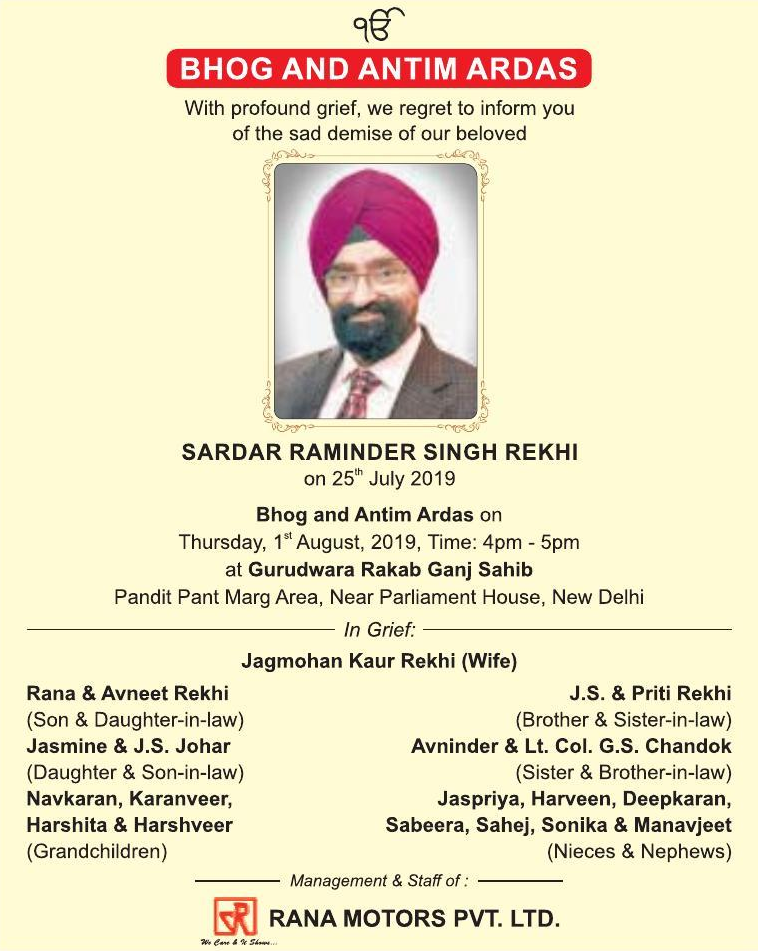 ੴ
BHOG AND ANTIM ARDAS
With profound grief, we regret to inform you
of the sad demise of our beloved
SARDAR RAMINDER SINGH REKHI
on 25th July 2019
Bhog and Antim Ardas on
Thursday, 1st August, 2019, Time: 4pm - 5pm
at Gurudwara Rakab Ganj Sahib
Pandit Pant Marg Area, Near Parliament House, New Delhi
In Grief:
Jagmohan Kaur Rekhi (Wife)
Rana & Avneet Rekhi
(Son & Daughter-in-law)
Jasmine & J.S. Johar
(Daughter & Son-in-law)
Navkaran, Karanveer,
Harshita & Harshveer
(Grandchildren)
J.S. & Priti Rekhi
(Brother & Sister-in-law)
Avninder & Lt. Col. G.S. Chandok
(Sister & Brother-in-law)
Jaspriya, Harveen, Deepkaran,
Sabeera, Sahej, Sonika & Manavjeet
(Nieces & Nephews)
Management & Staff of :
RANA MOTORS PVT. LTD.
We Care & It Shows...